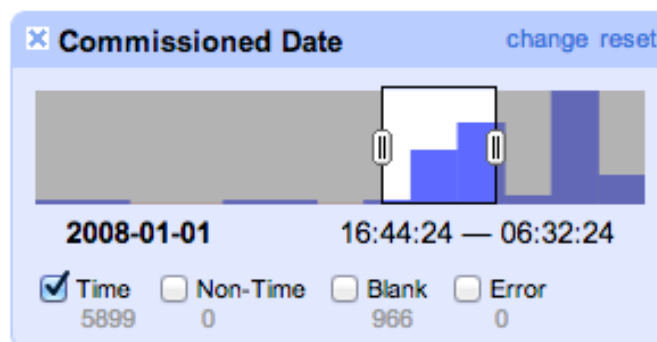 Commissioned Date change reset
2008-01-01 16:44:24 — 06:32:24
Time Non-Time Blank Error
5899 0 966 0